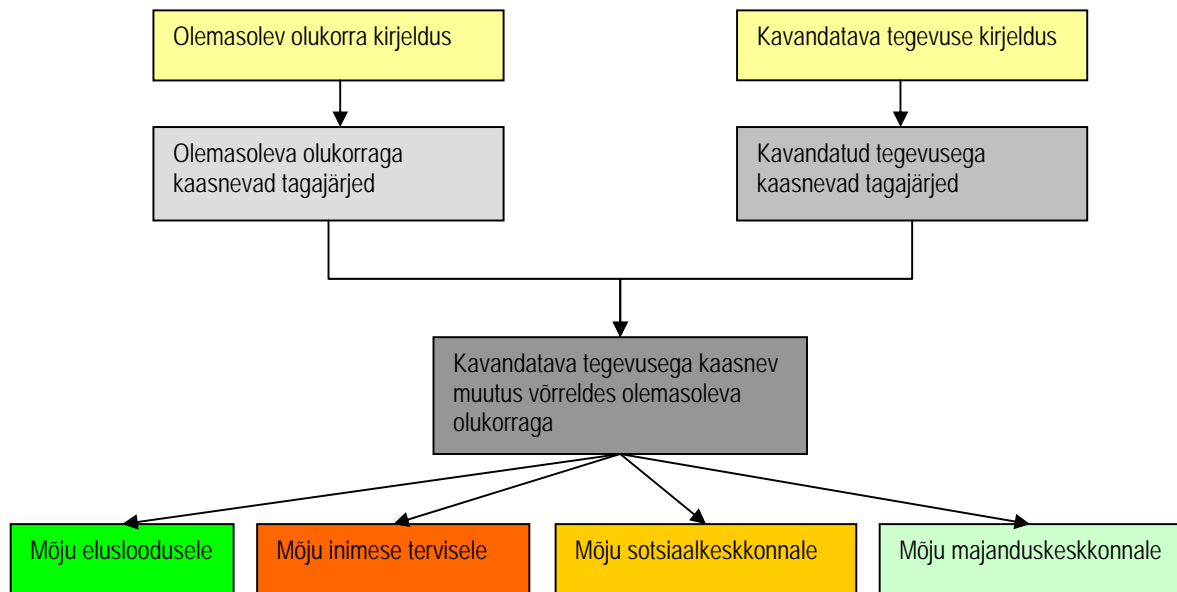 Olemasolev olukorra kirjeldus
Kavandatava tegevuse kirjeldus
Olemasoleva olukorraga
kaasnevad tagajärjed
Kavandatud tegevusega
kaasnevad tagajärjed
Kavandatava tegevusega kaasnev
muutus võrreldes olemasoleva
olukorraga
Mõju elusloodusele
Mõju inimese tervisele
Mõju sotsiaalkeskkonnale
Mõju majanduskeskkonnale